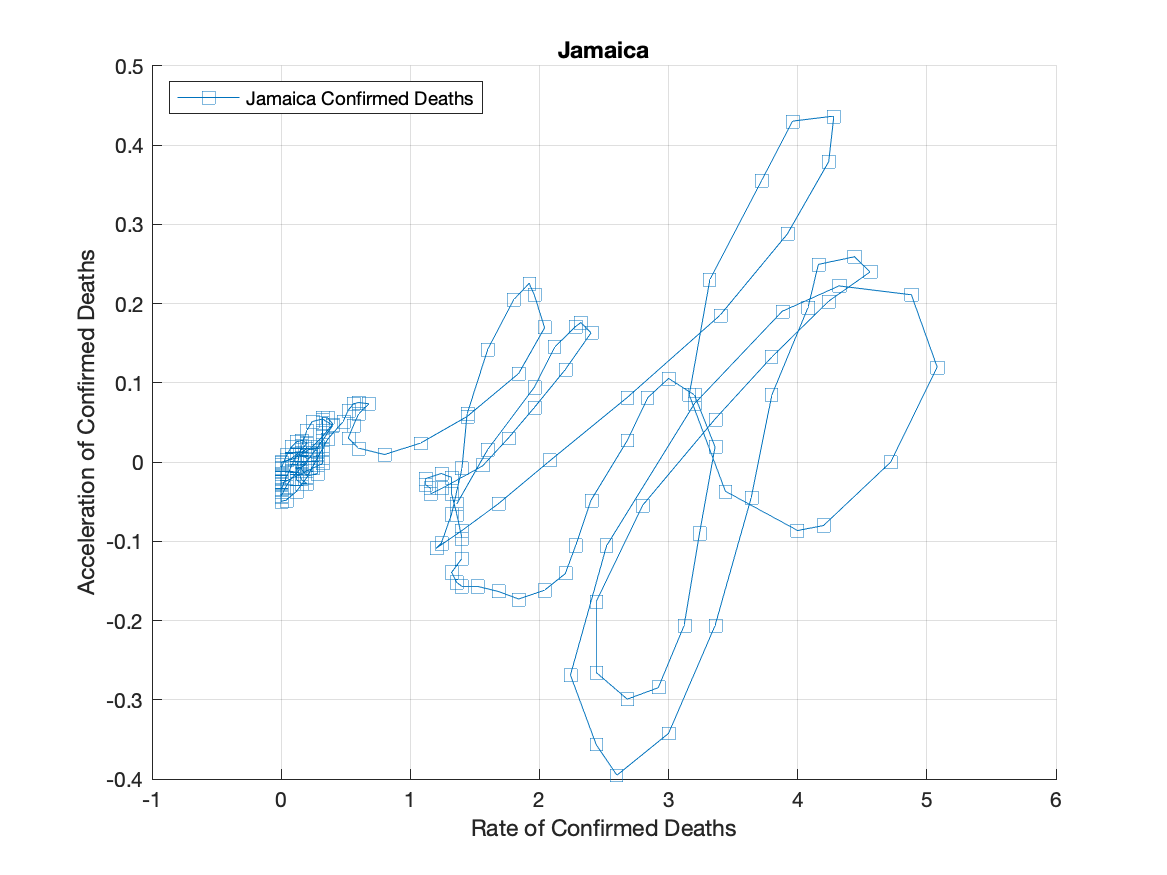 Jamaica
Jamaica Confirmed Deaths
0.5
0.4
0.3
0.2
0.1
0
-0.1
-0.2
-0.3
-0.4
Acceleration of Confirmed Deaths
-1 0 1 2 3 4 5 6
Rate of Confirmed Deaths